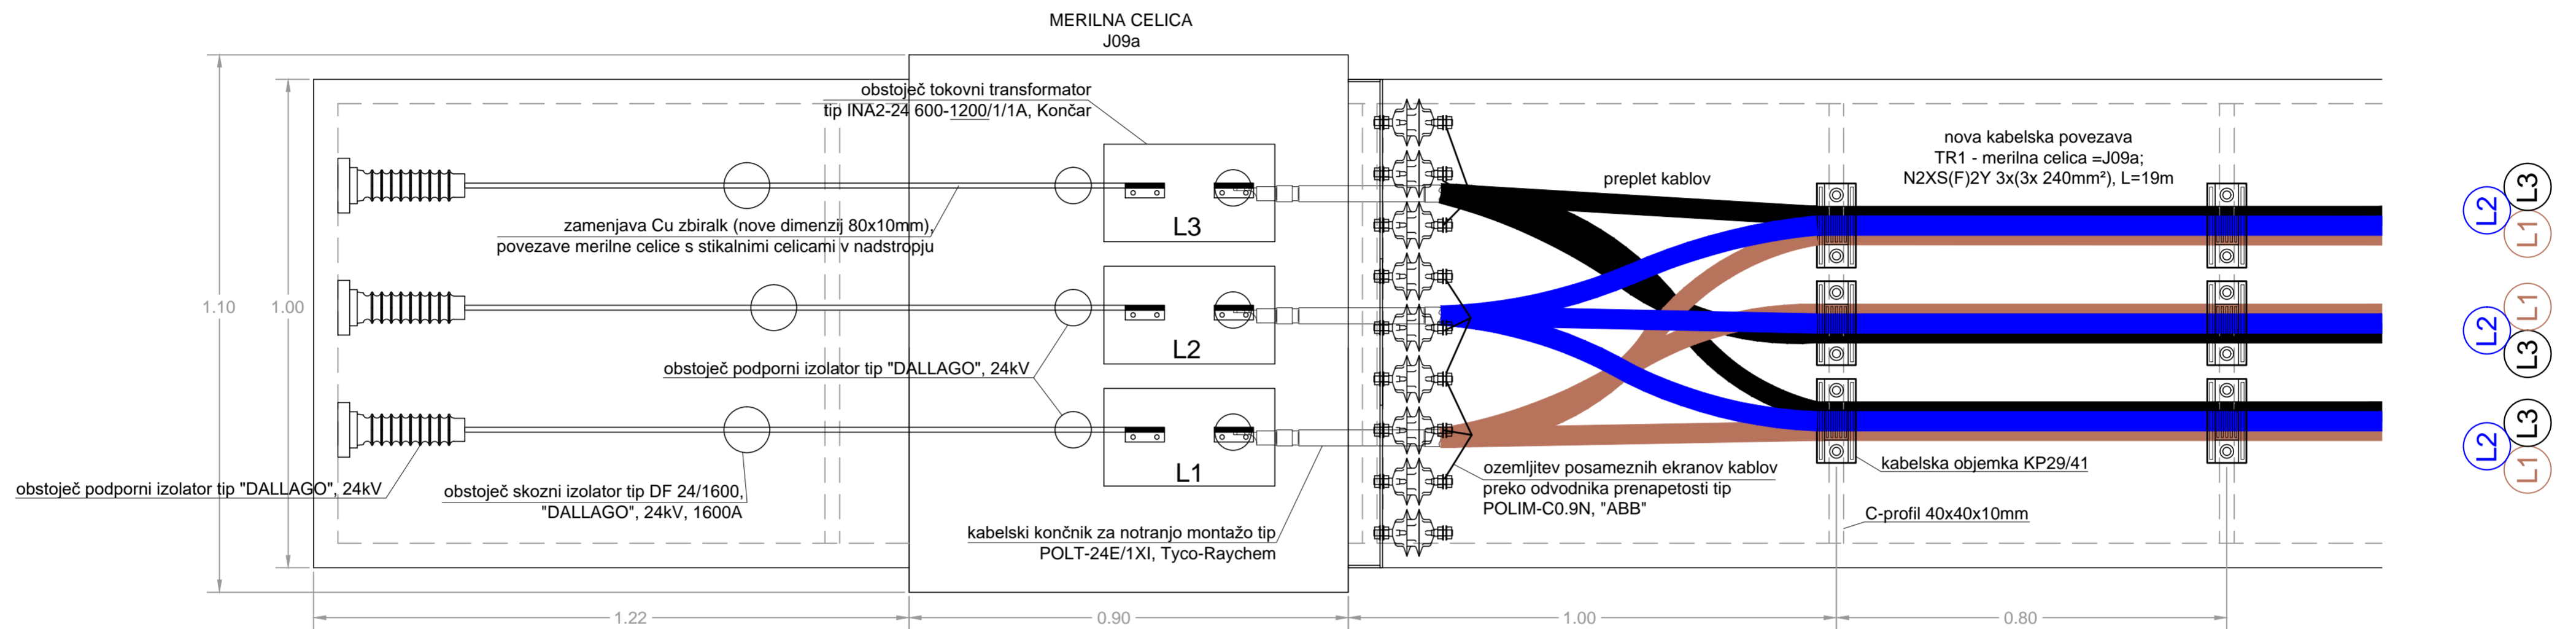 MERILNA CELICA
J09a
obstoječ tokovni transformator
tip INA2-24 600-1200/1/1A, Končar
nova kabelska povezava
TR1 - merilna celica =J09a;
N2XS(F)2Y 3x(3x 240mm²), L=19m
preplet kablov
L3
zamenjava Cu zbiralk (nove dimenzij 80x10mm),
povezave merilne celice s stikalnimi celicami v nadstropju
L2
L3
L1
1.10
1.00
L2
obstoječ podporni izolator tip "DALLAGO", 24kV
L1
L2
L3
L1
obstoječ podporni izolator tip "DALLAGO", 24kV
obstoječ skozni izolator tip DF 24/1600,
"DALLAGO", 24kV, 1600A
ozemljitev posameznih ekranov kablov
preko odvodnika prenapetosti tip
POLIM-C0.9N, "ABB"
kabelska objemka KP29/41
L3
L2
L1
C-profil 40x40x10mm
kabelski končnik za notranjo montažo tip
POLT-24E/1XI, Tyco-Raychem
1.22
0.90
1.00
0.80